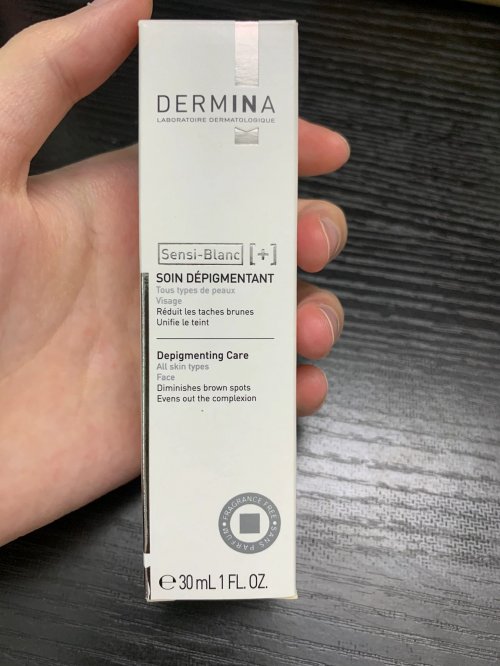 DERMINA
LABORATOIRE DERMATOLOGIQUE
Sensi-Blanc [+]
SOIN DÉPIGMENTANT
Tous types de peaux
Visage
Réduit les taches brunes
Unifie le teint
Depigmenting Care
All skin types
Face
Diminishes brown spots
Evens out the complexion
FRAGRANCE FREE • SANS PARFUM •
℮ 30 mL 1 FL. OZ.